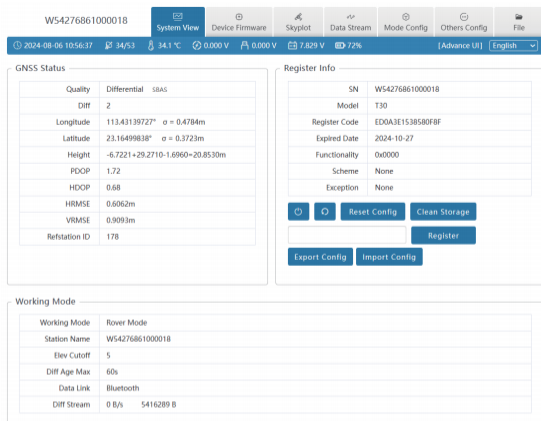 W54276861000018
System View
Device Firmware
Skyplot
Data Stream
Mode Config
Others Config
File
2024-08-06 10:56:37 34/53 34.1 °C 0.000 V 0.000 V 7.829 V 72% [Advance UI] English
GNSS Status
Quality Differential SBAS
Diff 2
Longitude 113.43139727° σ = 0.4784m
Latitude 23.16499838° σ = 0.3723m
Height -6.7221+29.2710-1.6960=20.8530m
PDOP 1.72
HDOP 0.68
HRMSE 0.6062m
VRMSE 0.9093m
Refstation ID 178
Register Info
SN W54276861000018
Model T30
Register Code ED0A3E1538580F8F
Expired Date 2024-10-27
Functionality 0x0000
Scheme None
Exception None
Reset Config Clean Storage
Register
Export Config Import Config
Working Mode
Working Mode Rover Mode
Station Name W54276861000018
Elev Cutoff 5
Diff Age Max 60s
Data Link Bluetooth
Diff Stream 0 B/s 5416289 B